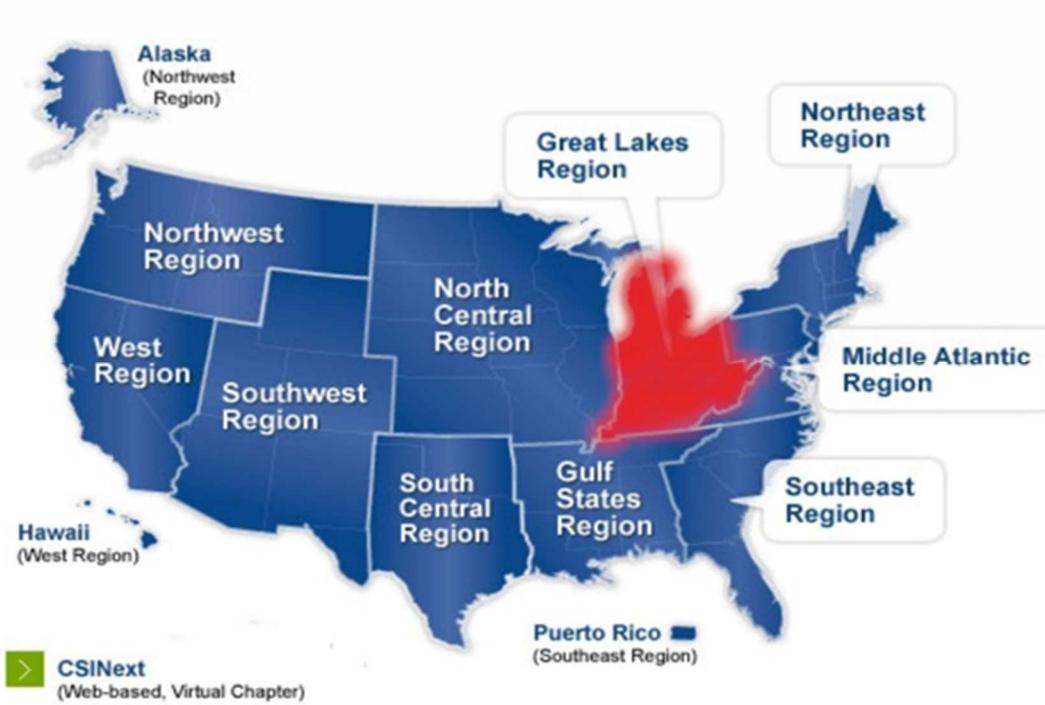 Alaska
(Northwest
Region)
Great Lakes
Region
Northeast
Region
Northwest
Region
North
Central
Region
West
Region
Southwest
Region
Middle Atlantic
Region
South
Central
Region
Gulf
States
Region
Southeast
Region
Hawaii
(West Region)
Puerto Rico
(Southeast Region)
CSINext
(Web-based, Virtual Chapter)